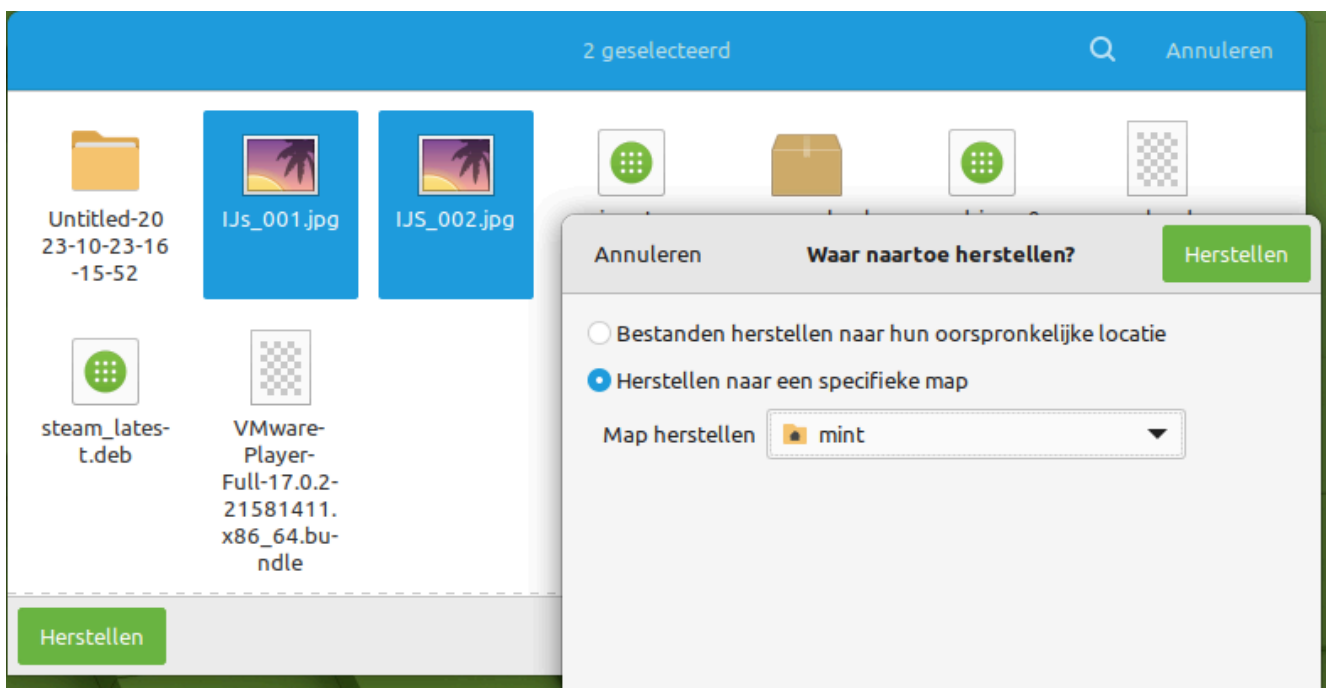 2 geselecteerd
Annuleren
Untitled-20
23-10-23-16
-15-52
IJs_001.jpg
IJS_002.jpg
steam_lates-
t.deb
VMware-
Player-
Full-17.0.2-
21581411.
x86_64.bu-
ndle
Herstellen
Annuleren
Waar naartoe herstellen?
Herstellen
Bestanden herstellen naar hun oorspronkelijke locatie
Herstellen naar een specifieke map
Map herstellen
mint